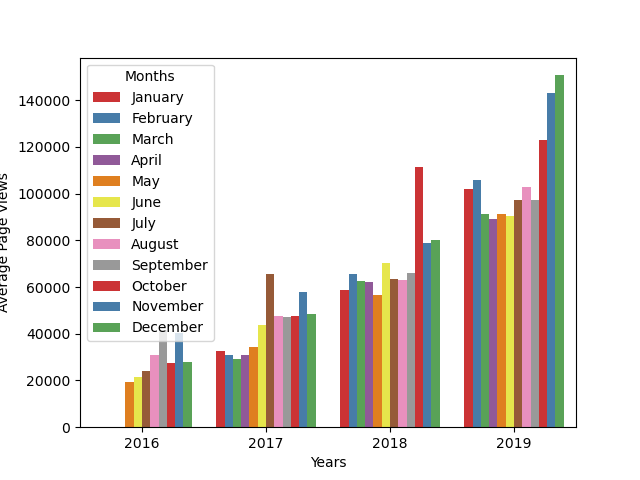 Months
January
February
March
April
May
June
July
August
September
October
November
December
Average Page Views
140000
120000
100000
80000
60000
40000
20000
0
2016 2017 2018 2019
Years